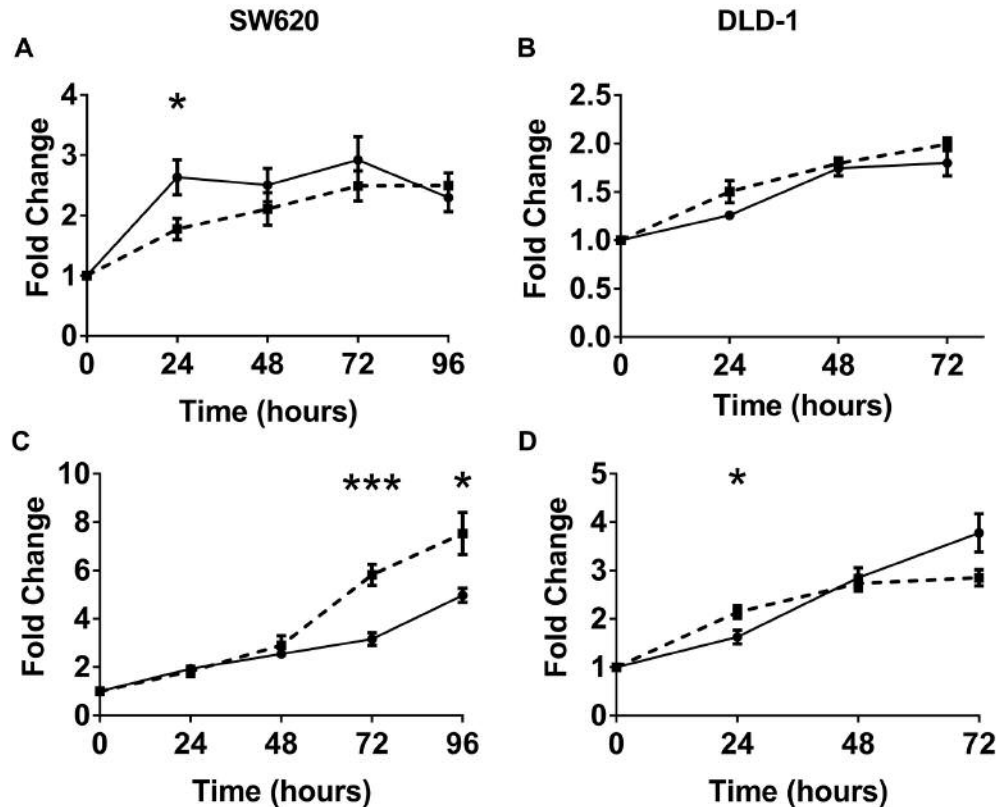 SW620
DLD-1
A
B
*
4
3
2
1
0
Fold Change
0 24 48 72 96
Time (hours)
2.5
2.0
1.5
1.0
0.5
0.0
Fold Change
0 24 48 72
Time (hours)
C
D
*** *
10
8
6
4
2
0
Fold Change
0 24 48 72 96
Time (hours)
*
5
4
3
2
1
0
Fold Change
0 24 48 72
Time (hours)